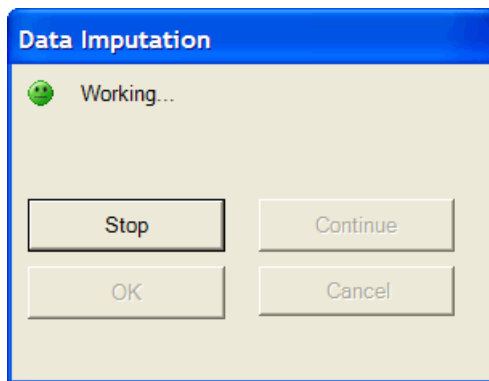 Data Imputation
Working...
Stop
Continue
OK
Cancel